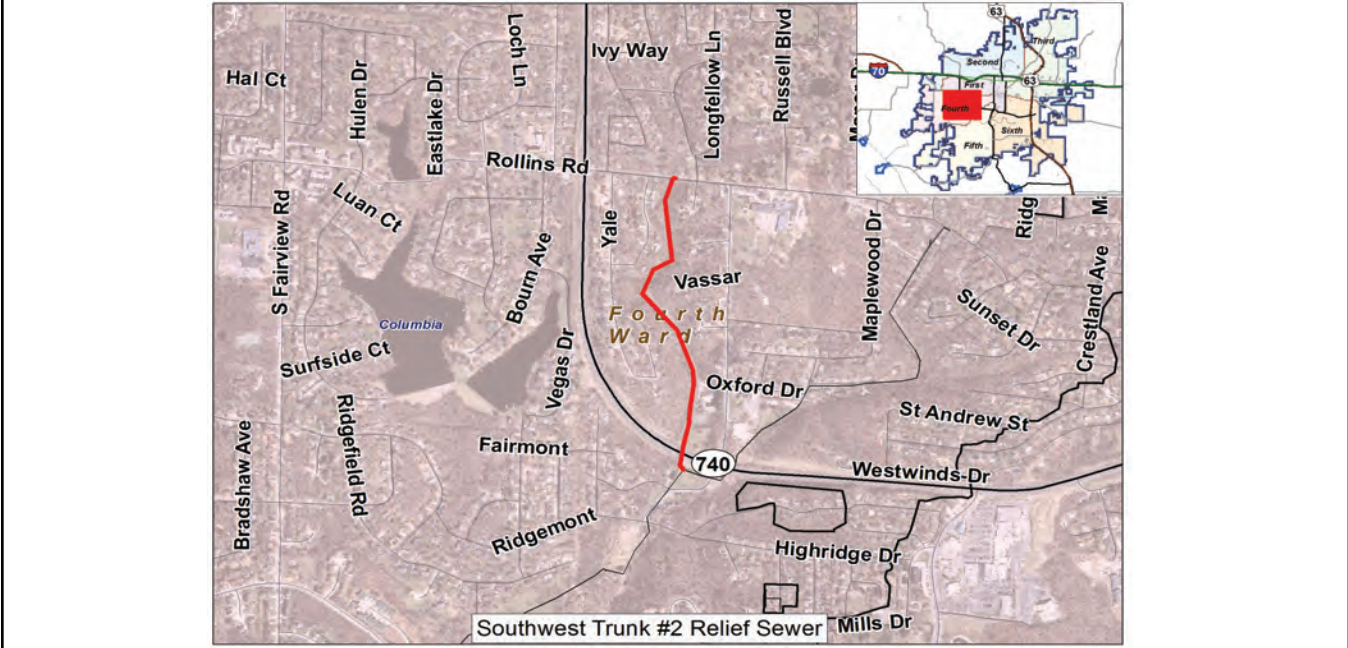 63
Third
Second
70
63
First
Fourth
Sixth
Fifth
Loch Ln
Ivy Way
Longfellow Ln
Russell Blvd
Hal Ct
Hulen Dr
Eastlake Dr
Rollins Rd
Luan Ct
S Fairview Rd
Yale
Bourn Ave
Vassar
Maplewood Dr
Ridg
Mi
Sunset Dr
Crestland Ave
Columbia
Fourth
Ward
Surfside Ct
Vegas Dr
Oxford Dr
Ridgefield Rd
St Andrew St
Bradshaw Ave
Fairmont
740
Westwinds Dr
Ridgemont
Highridge Dr
Southwest Trunk #2 Relief Sewer
Mills Dr